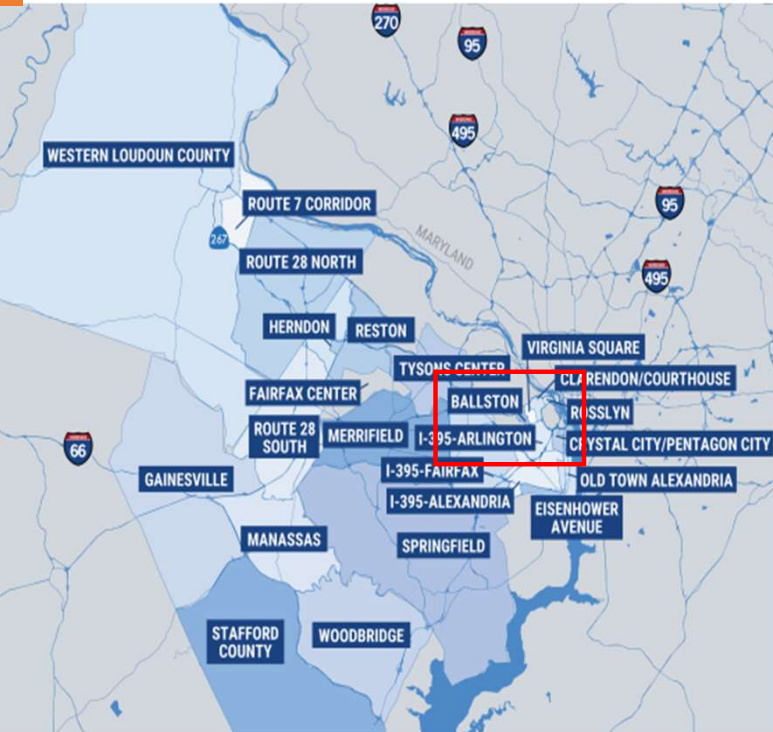 270
95
495
WESTERN LOUDOUN COUNTY
ROUTE 7 CORRIDOR
95
267
MARYLAND
ROUTE 28 NORTH
495
HERNDON
RESTON
VIRGINIA SQUARE
TYSONS CENTER
CLARENDON/COURTHOUSE
FAIRFAX CENTER
BALLSTON
ROSSLYN
ROUTE 28
SOUTH
MERRIFIELD
I-395-ARLINGTON
CRYSTAL CITY/PENTAGON CITY
66
I-395-FAIRFAX
GAINESVILLE
OLD TOWN ALEXANDRIA
I-395-ALEXANDRIA
EISENHOWER
AVENUE
MANASSAS
SPRINGFIELD
STAFFORD
COUNTY
WOODBRIDGE